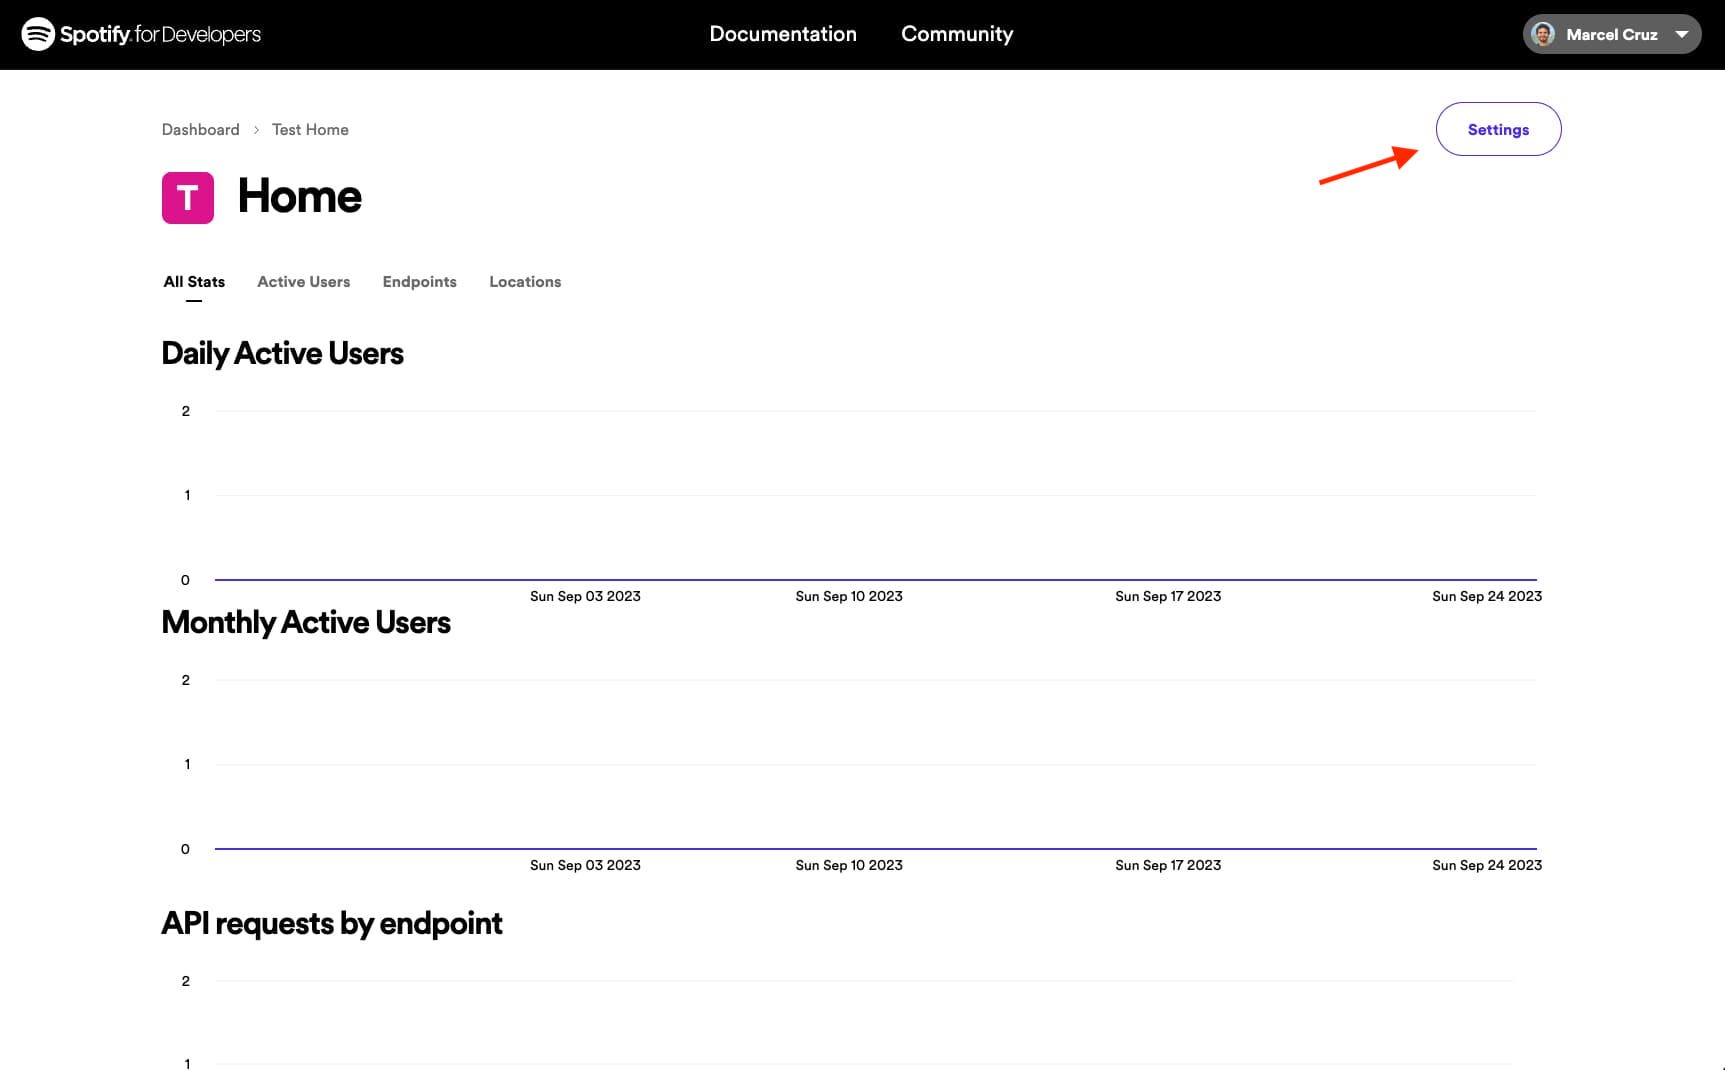 Spotify for Developers
Documentation
Community
Marcel Cruz
Dashboard > Test Home
Settings
T
Home
All Stats
Active Users
Endpoints
Locations
Daily Active Users
2
1
0
Sun Sep 03 2023
Sun Sep 10 2023
Sun Sep 17 2023
Sun Sep 24 2023
Monthly Active Users
2
1
0
Sun Sep 03 2023
Sun Sep 10 2023
Sun Sep 17 2023
Sun Sep 24 2023
API requests by endpoint
2
1